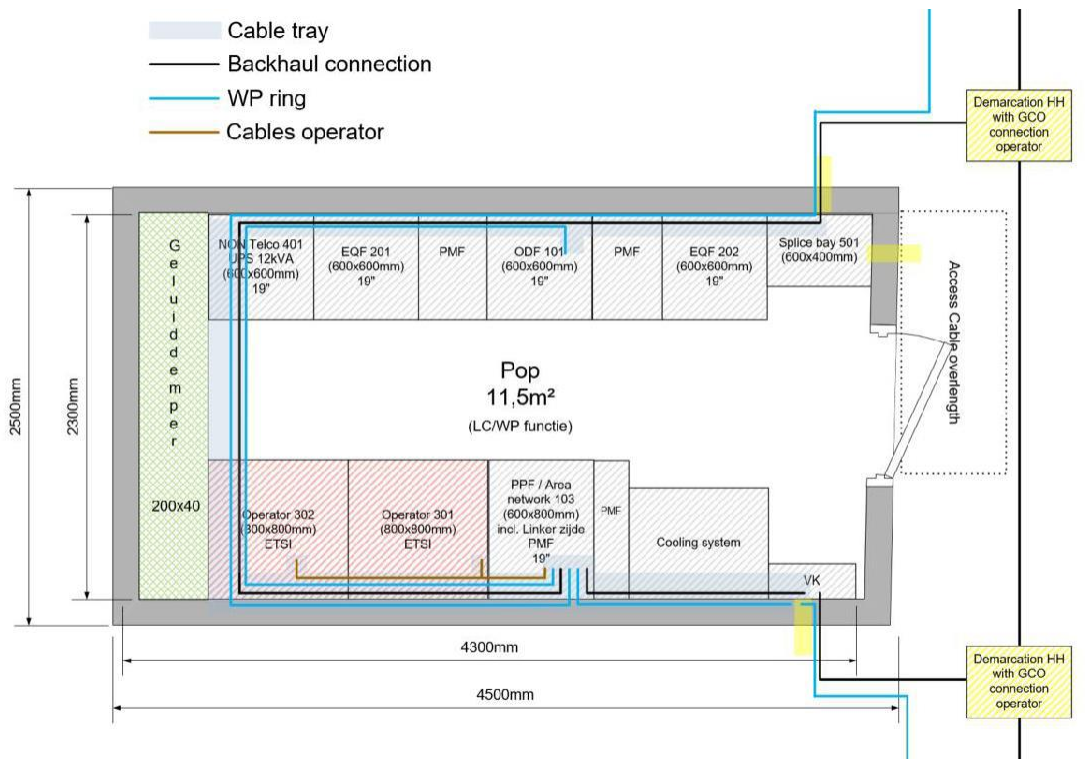 Cable tray
Backhaul connection
WP ring
Cables operator
Demarcation HH
with GCO
connection
operator
Geluiddemper
200x40
NON Telco 401
UPS 12kVA
(600x600mm)
19"
EQF 201
(600x600mm)
19"
PMF
ODF 101
(600x600mm)
19"
PMF
EQF 202
(600x600mm)
19"
Splice bay 501
(600x400mm)
Access Cable overlength
2500mm
2300mm
Pop
11,5m²
(LC/WP functie)
Operator 302
(800x800mm)
ETSI
Operator 301
(800x800mm)
ETSI
PPF / Area
network 103
(600x800mm)
incl. Linker zijde
PMF
19"
PMF
Cooling system
VK
4300mm
4500mm
Demarcation HH
with GCO
connection
operator